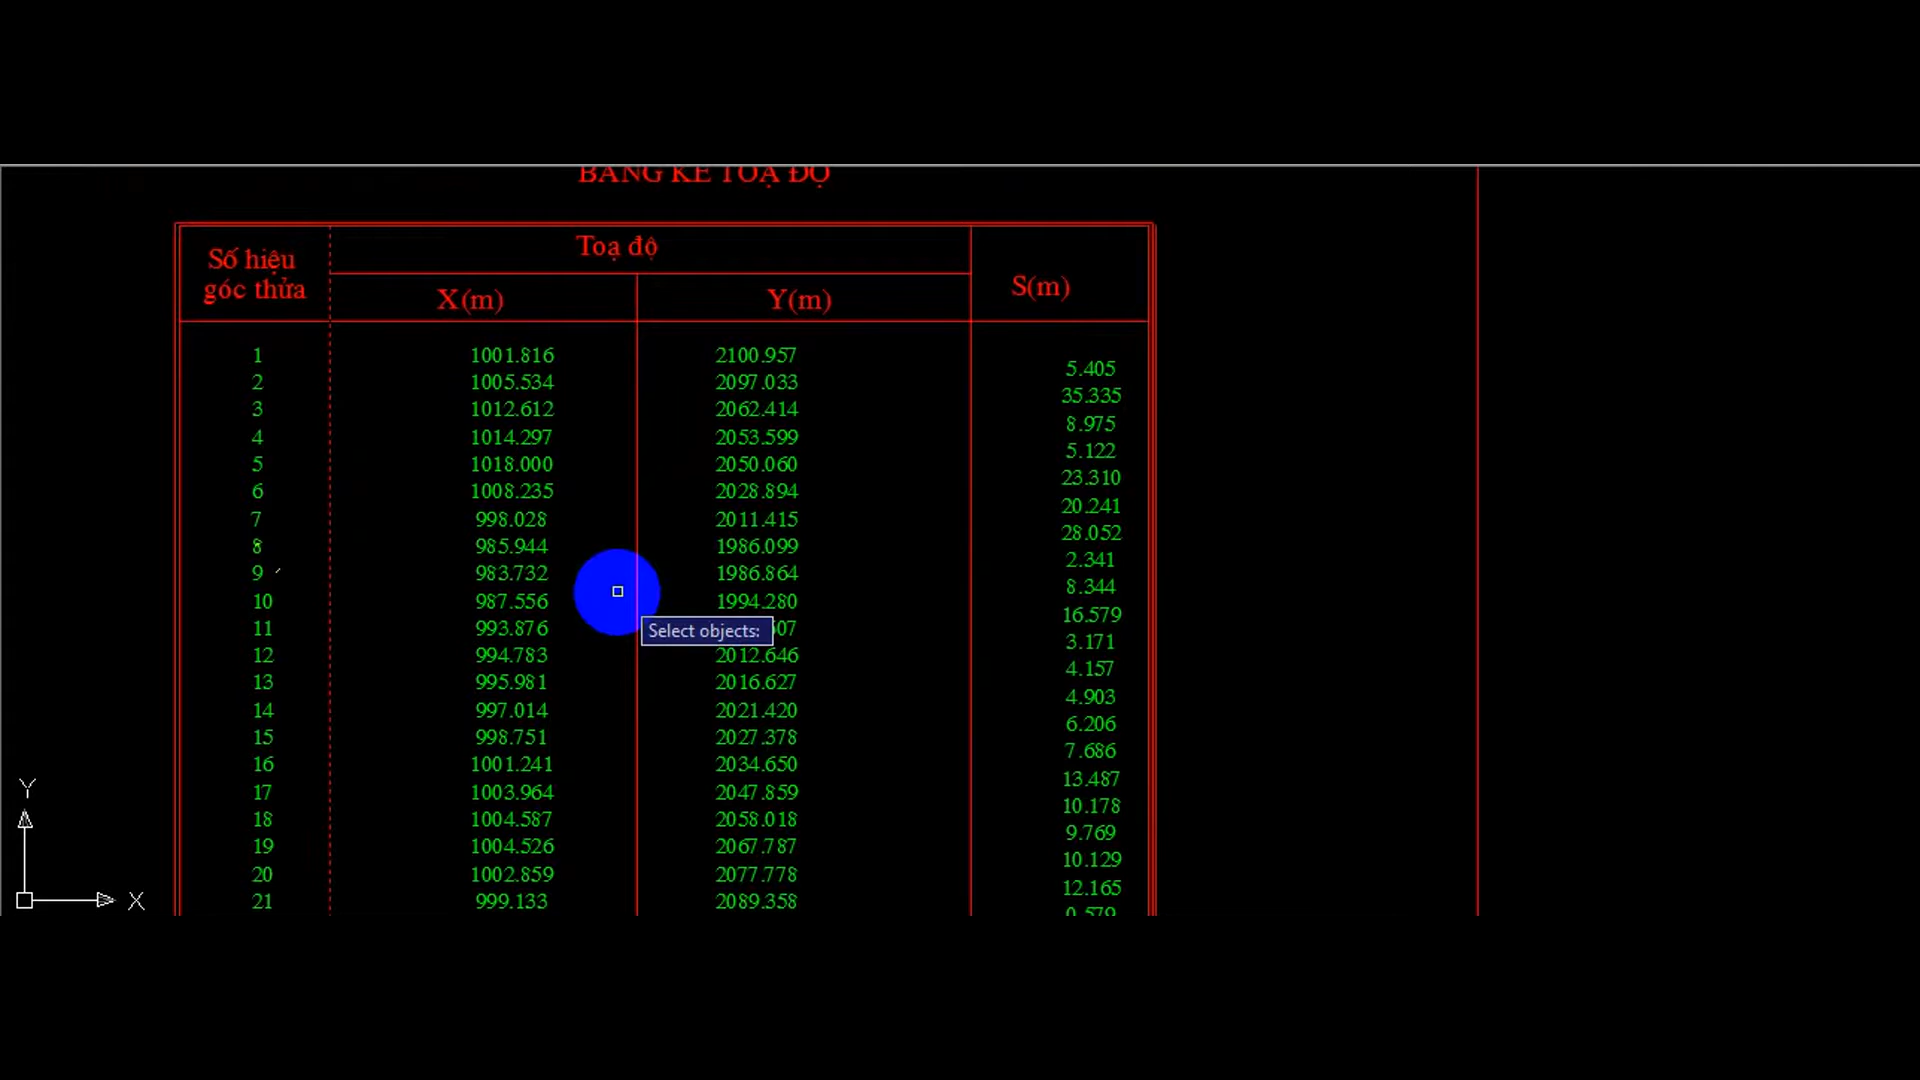 BẢNG KÊ TOẠ ĐỘ
Số hiệu
góc thửa
Toạ độ
X(m)
Y(m)
S(m)
1 1001.816 2100.957
5.405
2 1005.534 2097.033
35.335
3 1012.612 2062.414
8.975
4 1014.297 2053.599
5.122
5 1018.000 2050.060
23.310
6 1008.235 2028.894
20.241
7 998.028 2011.415
28.052
8 985.944 1986.099
2.341
9 983.732 1986.864
8.344
10 987.556 1994.280
16.579
11 993.876
Select objects:
3.171
12 994.783 2012.646
4.157
13 995.981 2016.627
4.903
14 997.014 2021.420
6.206
15 998.751 2027.378
7.686
16 1001.241 2034.650
13.487
17 1003.964 2047.859
10.178
18 1004.587 2058.018
9.769
19 1004.526 2067.787
10.129
20 1002.859 2077.778
12.165
21 999.133 2089.358
Y
X